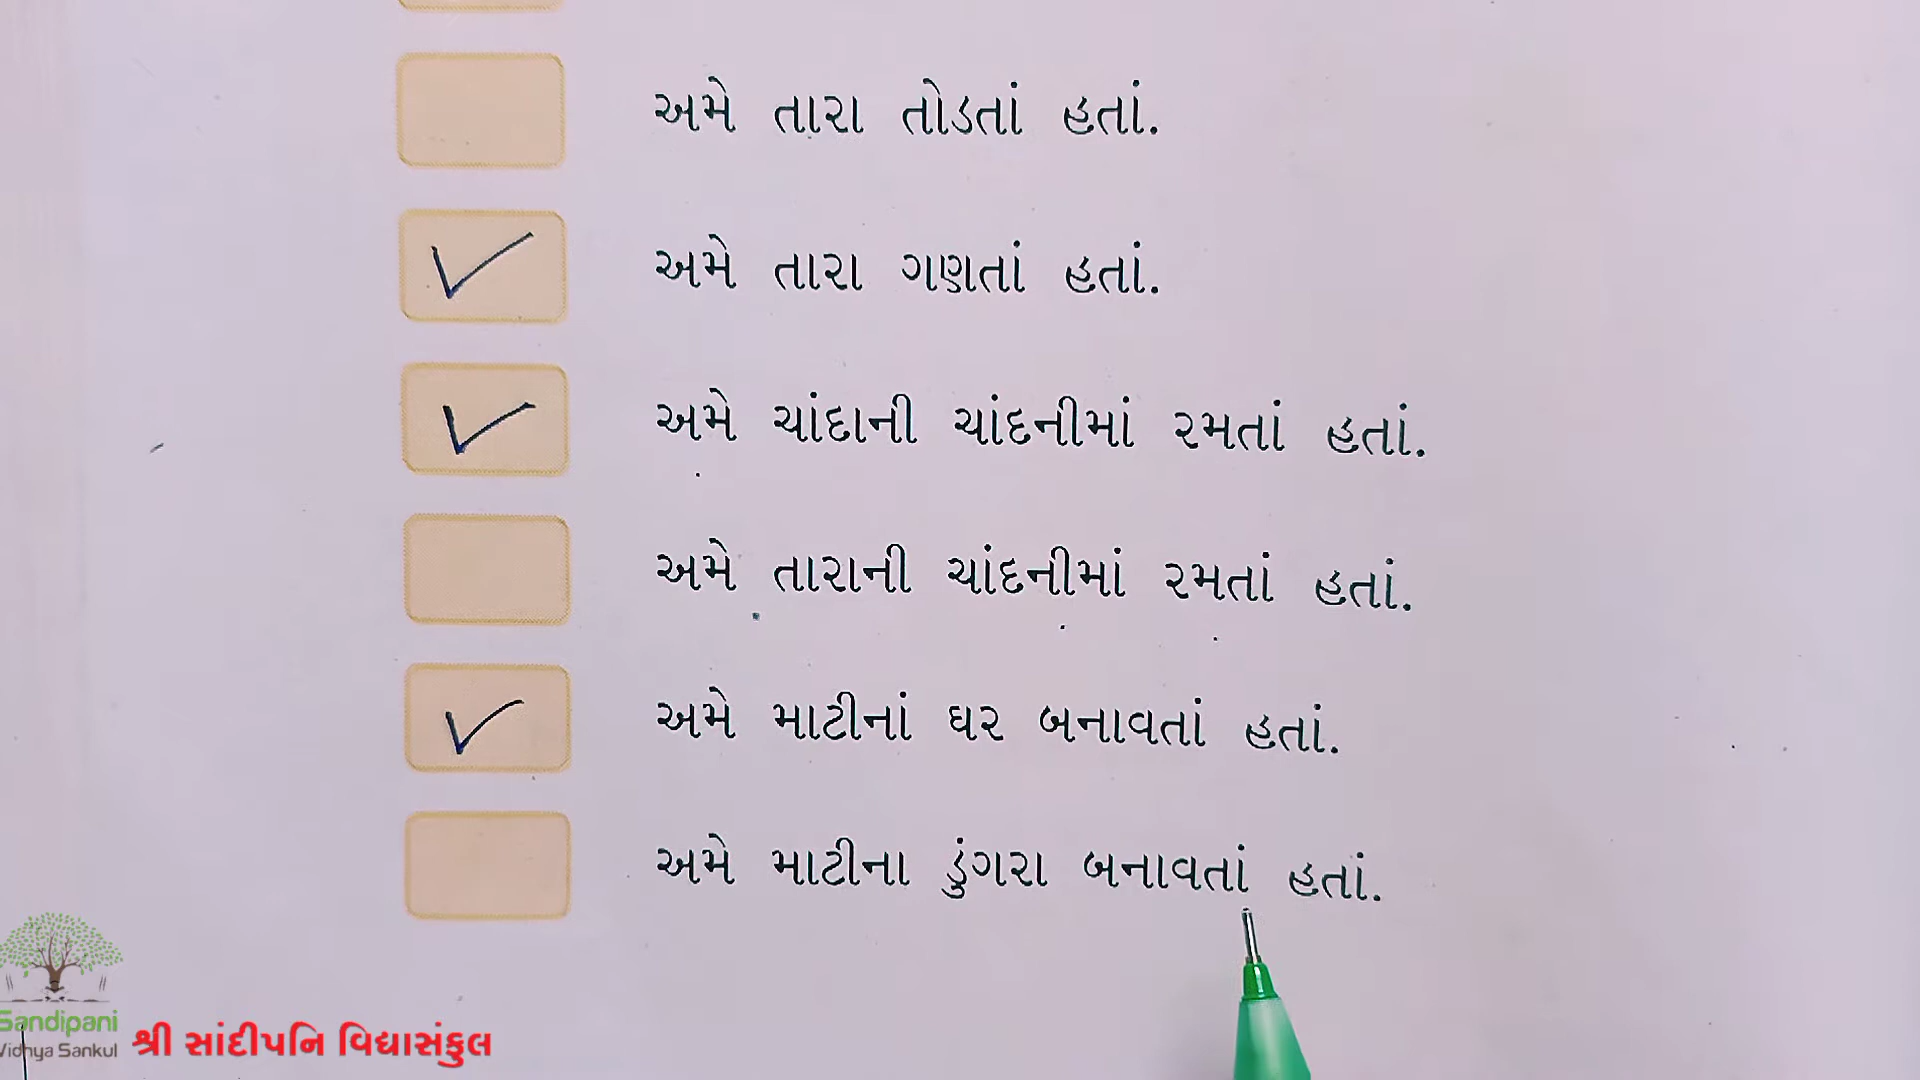 અમે તારા તોડતાં હતાં.
અમે તારા ગણતાં હતાં.
અમે ચાંદાની ચાંદનીમાં રમતાં હતાં.
અમે તારાની ચાંદનીમાં રમતાં હતાં.
અમે માટીનાં ઘર બનાવતાં હતાં.
અમે માટીના ડુંગરા બનાવતાં હતાં.
Sandipani
Vidhya Sankul
શ્રી સાંદીપનિ વિદ્યાસંકુલ